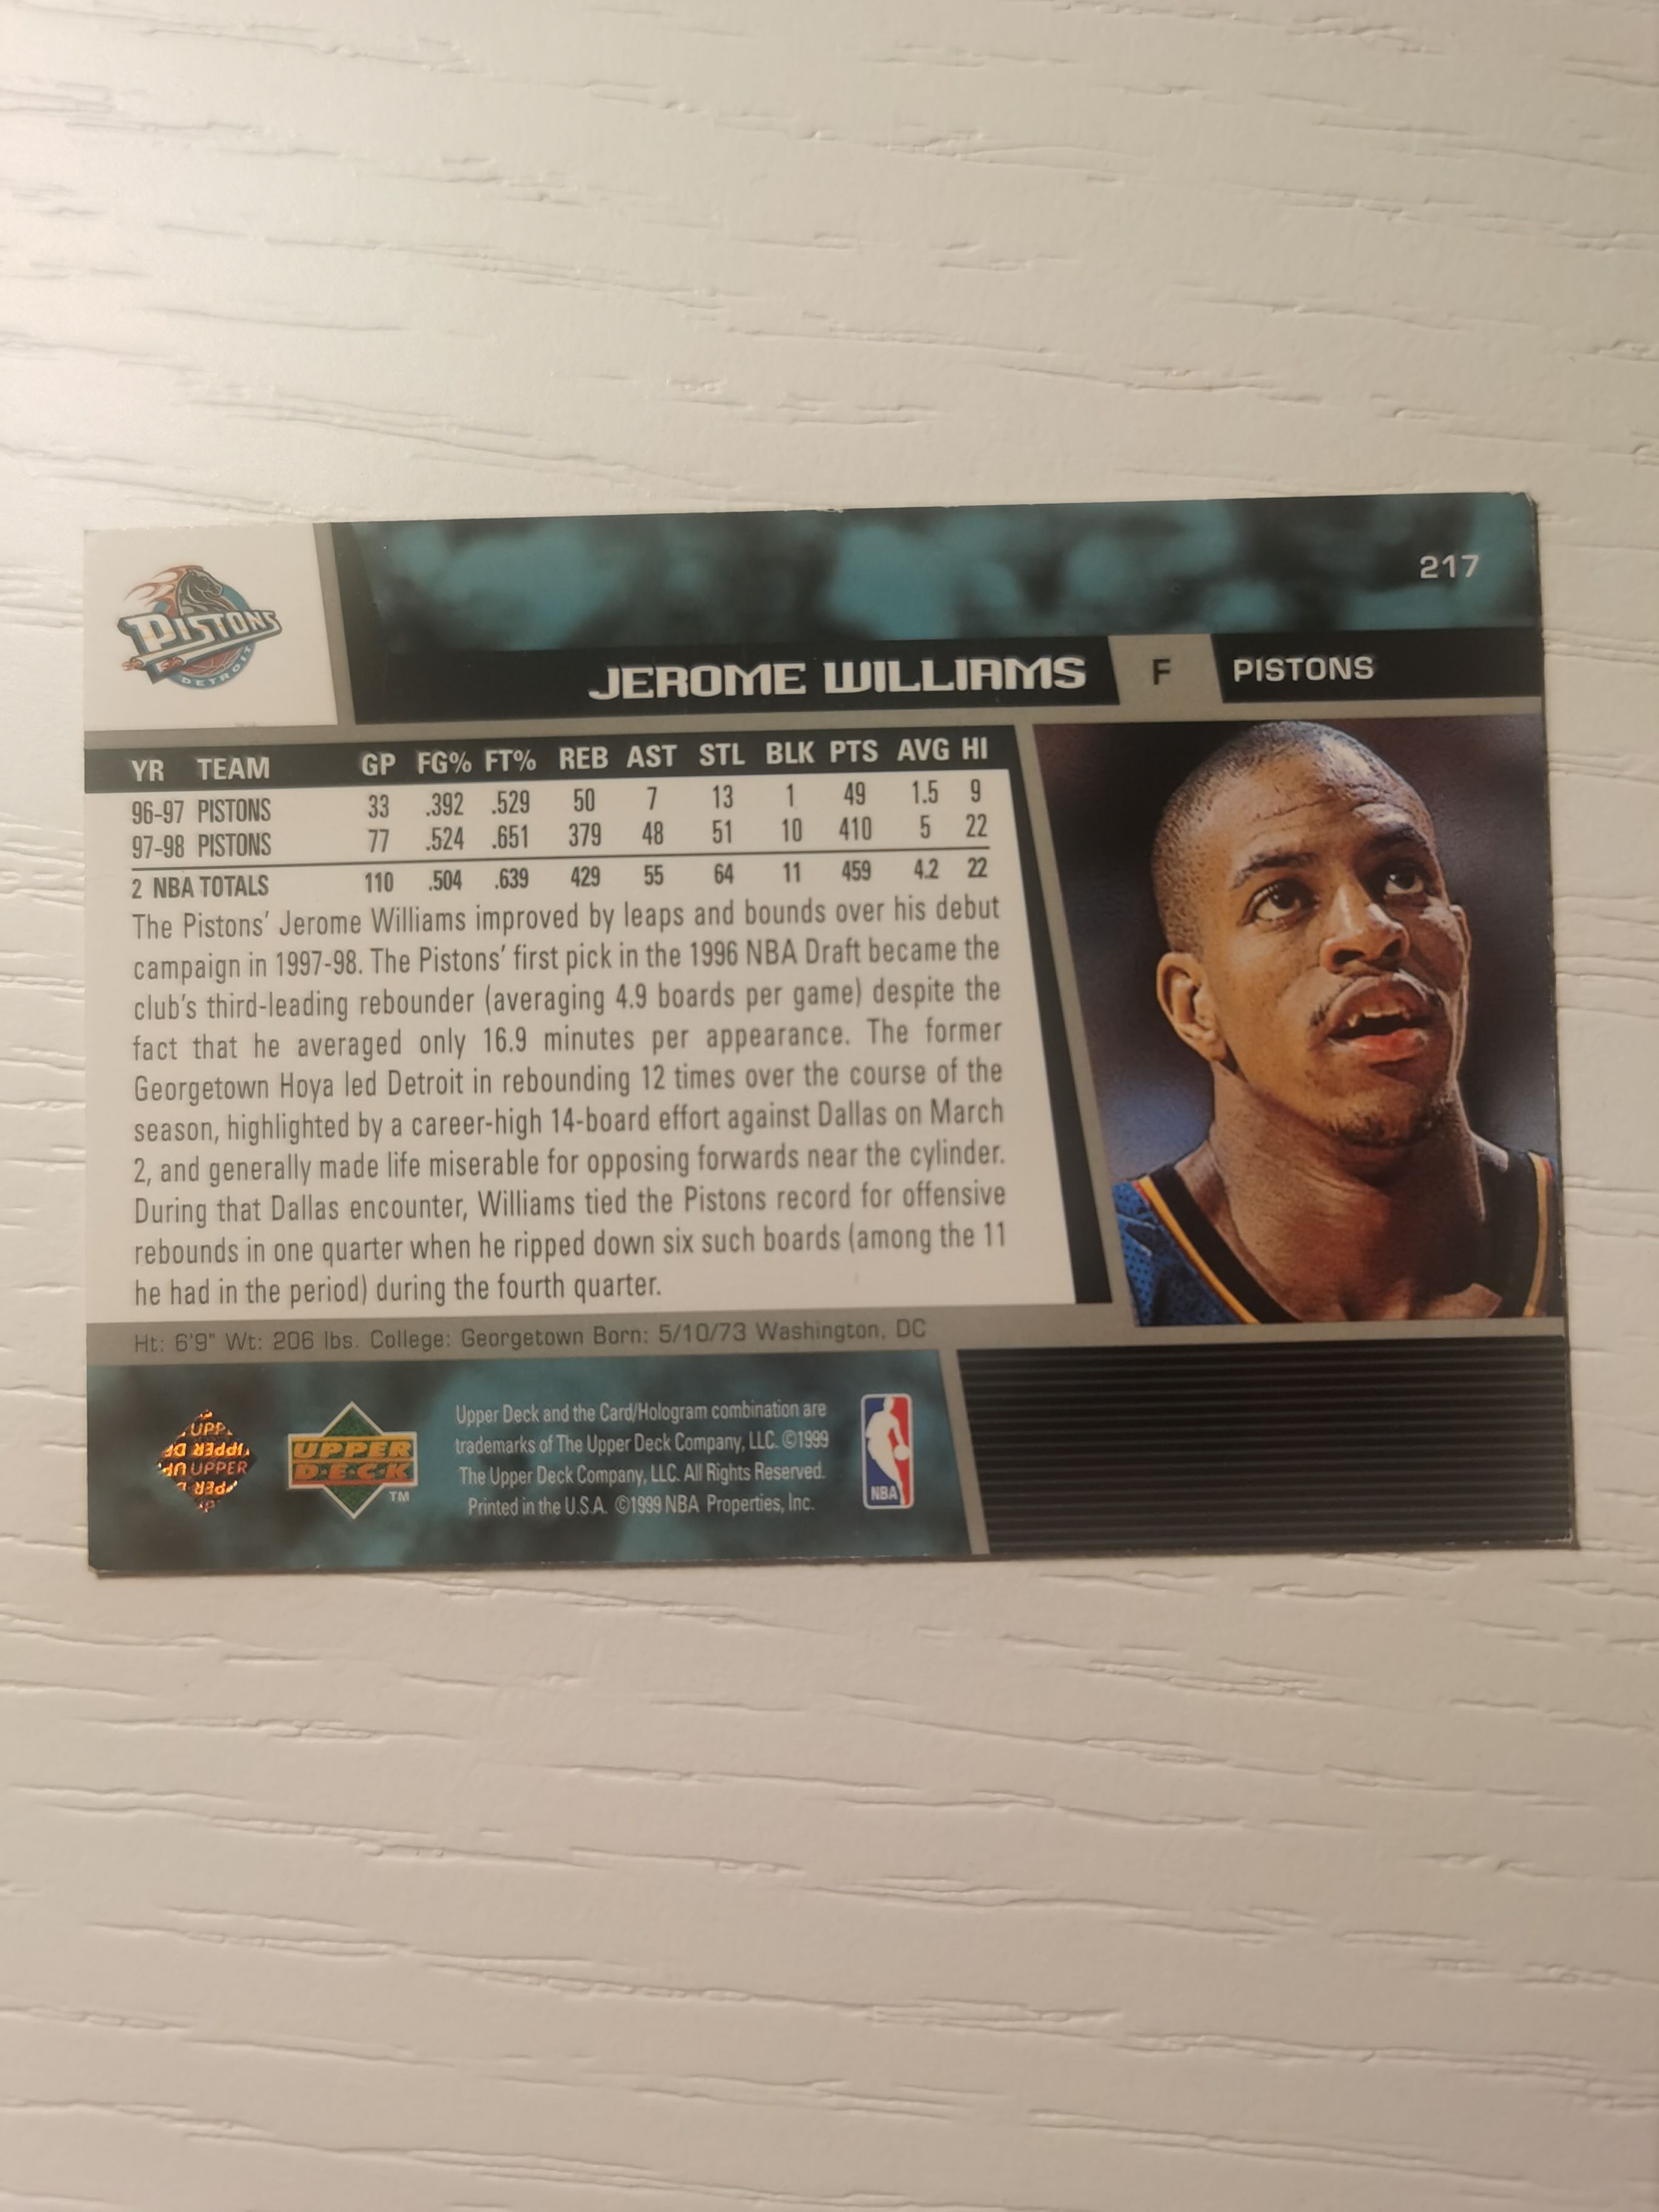 PISTONS
DETROIT
217
JEROME WILLIAMS F PISTONS
YR TEAM GP FG% FT% REB AST STL BLK PTS AVG HI
96-97 PISTONS 33 .392 .529 50 7 13 1 49 1.5 9
97-98 PISTONS 77 .524 .651 379 48 51 10 410 5 22
2 NBA TOTALS 110 .504 .639 429 55 64 11 459 4.2 22
The Pistons' Jerome Williams improved by leaps and bounds over his debut
campaign in 1997-98. The Pistons' first pick in the 1996 NBA Draft became the
club's third-leading rebounder (averaging 4.9 boards per game) despite the
fact that he averaged only 16.9 minutes per appearance. The former
Georgetown Hoya led Detroit in rebounding 12 times over the course of the
season, highlighted by a career-high 14-board effort against Dallas on March
2, and generally made life miserable for opposing forwards near the cylinder.
During that Dallas encounter, Williams tied the Pistons record for offensive
rebounds in one quarter when he ripped down six such boards (among the 11
he had in the period) during the fourth quarter.
Ht: 6'9" Wt: 206 lbs. College: Georgetown Born: 5/10/73 Washington, DC
UPPER
UPPER
DECK
TM
Upper Deck and the Card/Hologram combination are
trademarks of The Upper Deck Company, LLC. ©1999
The Upper Deck Company, LLC. All Rights Reserved.
Printed in the U.S.A. ©1999 NBA Properties, Inc.
NBA